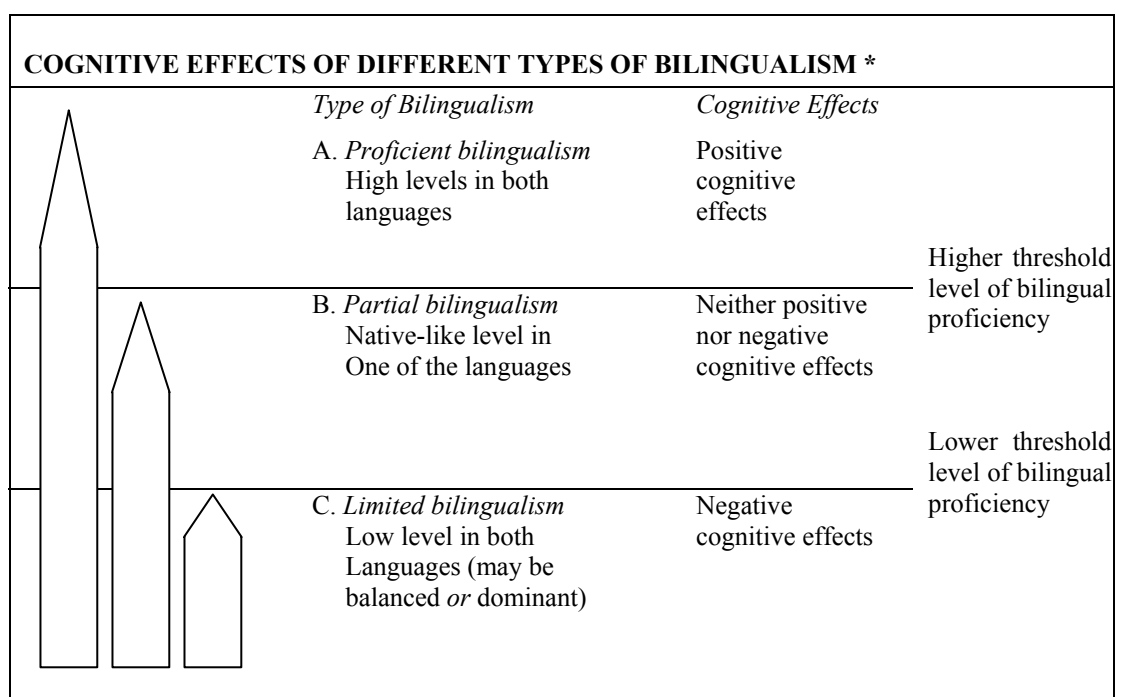 COGNITIVE EFFECTS OF DIFFERENT TYPES OF BILINGUALISM *
Type of Bilingualism
Cognitive Effects
A. Proficient bilingualism
High levels in both
languages
Positive
cognitive
effects
Higher threshold
level of bilingual
proficiency
B. Partial bilingualism
Native-like level in
One of the languages
Neither positive
nor negative
cognitive effects
Lower threshold
level of bilingual
proficiency
C. Limited bilingualism
Low level in both
Languages (may be
balanced or dominant)
Negative
cognitive effects